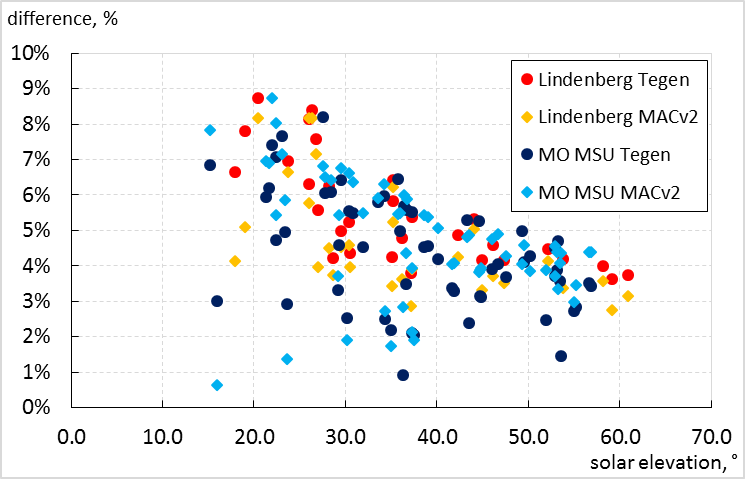 difference, %
10%
9%
8%
7%
6%
5%
4%
3%
2%
1%
0%
Lindenberg Tegen
Lindenberg MACv2
MO MSU Tegen
MO MSU MACv2
0.0 10.0 20.0 30.0 40.0 50.0 60.0 70.0
solar elevation, °